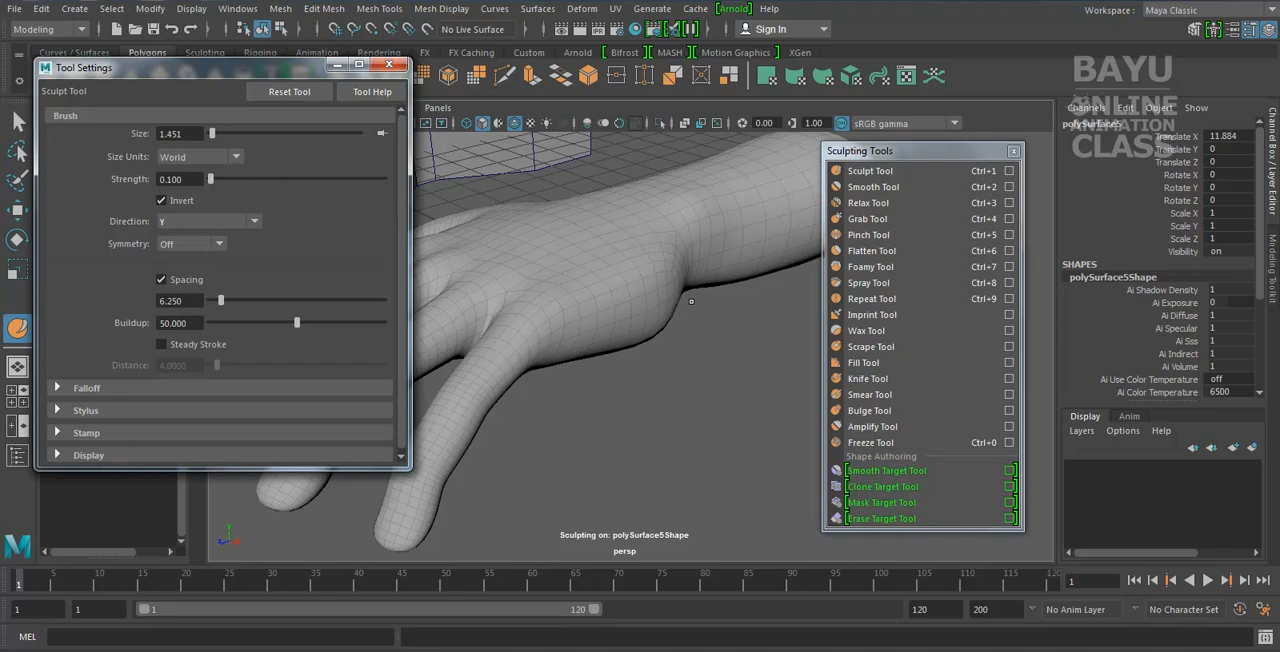 File Edit Create Select Modify Display Windows Mesh Edit Mesh Mesh Tools Mesh Display Curves Surfaces Deform UV Generate Cache [Arnold] Help
Workspace: Maya Classic
Modeling No Live Surface Sign In
Curves / Surfaces Polygons Sculpting Rigging Animation Rendering FX FX Caching Custom Arnold Bifrost MASH Motion Graphics XGen
BAYU
ONLINE
ANIMATION
CLASS
Tool Settings
Sculpt Tool
Reset Tool
Tool Help
Brush
Size: 1.451
Size Units: World
Strength: 0.100
Invert
Direction: Y
Symmetry: Off
Spacing
6.250
Buildup: 50.000
Steady Stroke
Distance: 4.0000
Falloff
Stylus
Stamp
Display
Panels
0.00 1.00 sRGB gamma
Sculpting on: polySurface5Shape
persp
Sculpting Tools
Sculpt Tool Ctrl+1
Smooth Tool Ctrl+2
Relax Tool Ctrl+3
Grab Tool Ctrl+4
Pinch Tool Ctrl+5
Flatten Tool Ctrl+6
Foamy Tool Ctrl+7
Spray Tool Ctrl+8
Repeat Tool Ctrl+9
Imprint Tool
Wax Tool
Scrape Tool
Fill Tool
Knife Tool
Smear Tool
Bulge Tool
Amplify Tool
Freeze Tool Ctrl+0
Shape Authoring
Smooth Target Tool
Clone Target Tool
Mask Target Tool
Erase Target Tool
Channels Edit Object Show
polySurface5
Translate X 11.884
Translate Y 0
Translate Z 0
Rotate X 0
Rotate Y 0
Rotate Z 0
Scale X 1
Scale Y 1
Scale Z 1
Visibility on
SHAPES
polySurface5Shape
Ai Shadow Density 1
Ai Exposure 0
Ai Diffuse 1
Ai Specular 1
Ai Sss 1
Ai Indirect 1
Ai Volume 1
Ai Use Color Temperature off
Ai Color Temperature 6500
Display Anim
Layers Options Help
Channel Box / Layer Editor
Modeling Toolkit
5 10 15 20 25 30 35 40 45 50 55 60 65 70 75 80 85 90 95 100 105 110 115 120
1
1
1 1 1 120 120 200 No Anim Layer No Character Set
MEL